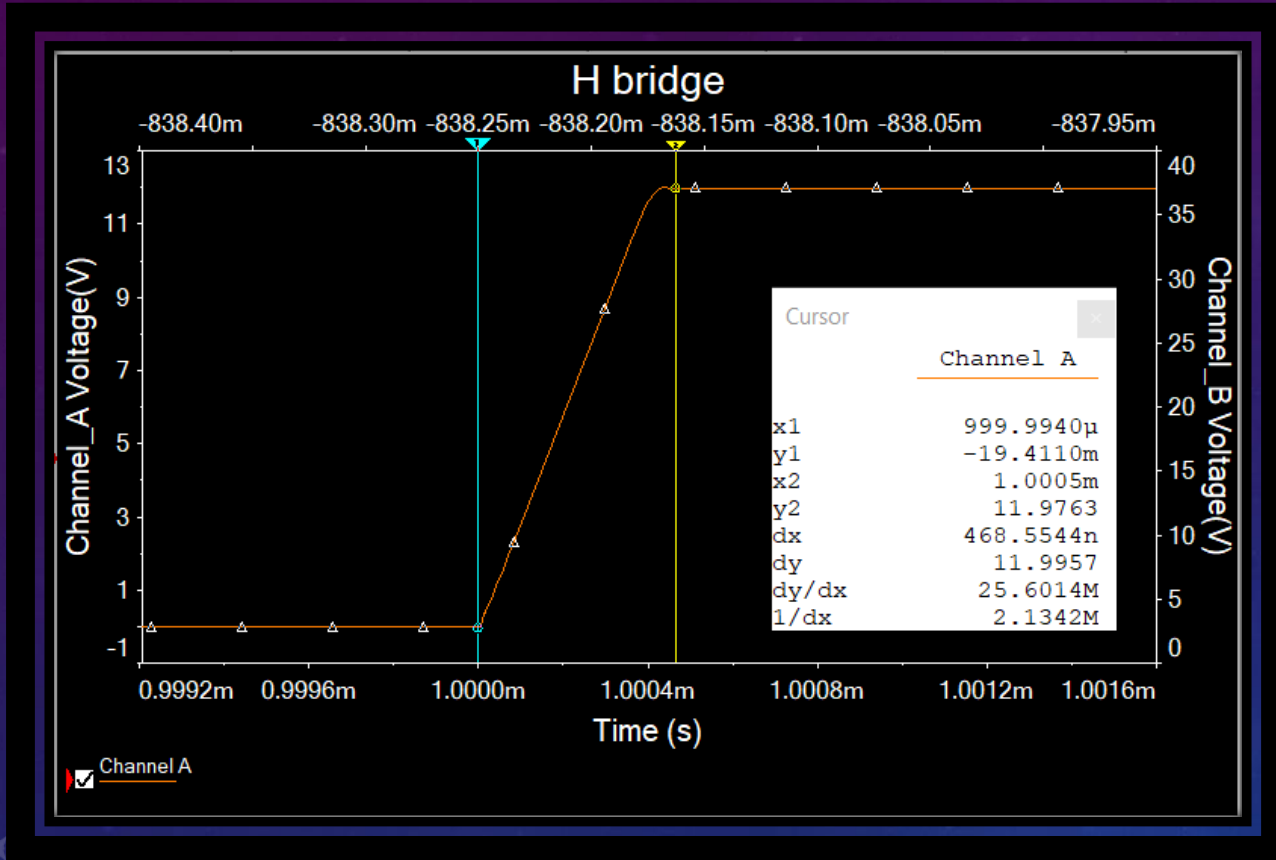 H bridge
-838.40m -838.30m -838.25m -838.20m -838.15m -838.10m -838.05m -837.95m
1 2
Channel_A Voltage(V)
13
11
9
7
5
3
1
-1
40
35
30
25
20
15
10
5
0
Channel_B Voltage(V)
Cursor
Channel A
x1 999.9940µ
y1 -19.4110m
x2 1.0005m
y2 11.9763
dx 468.5544n
dy 11.9957
dy/dx 25.6014M
1/dx 2.1342M
0.9992m 0.9996m 1.0000m 1.0004m 1.0008m 1.0012m 1.0016m
Time (s)
Channel A